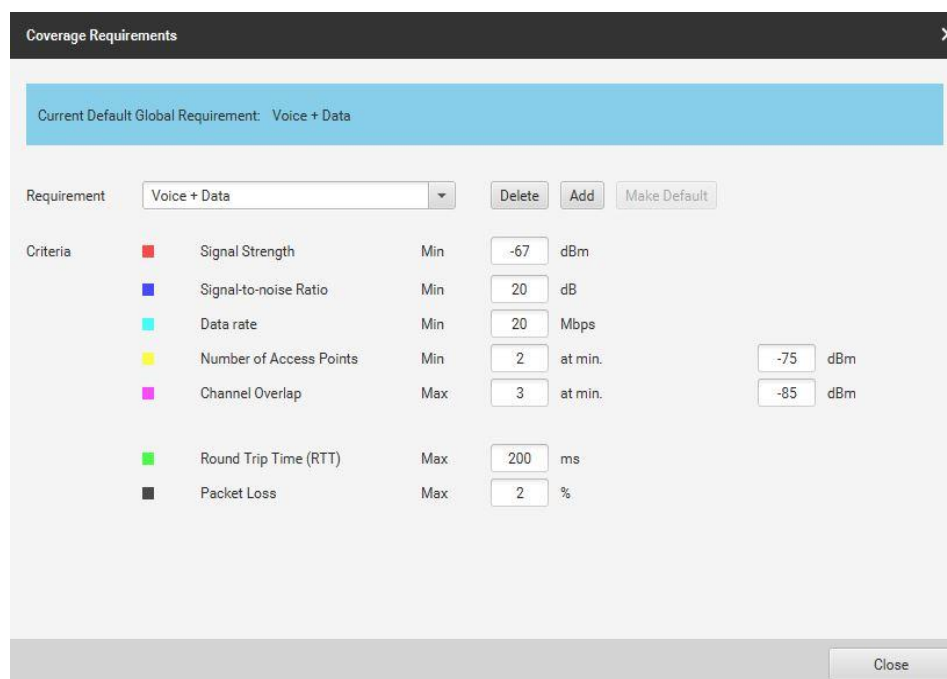 Coverage Requirements
Current Default Global Requirement: Voice + Data
Requirement Voice + Data Delete Add Make Default
Criteria Signal Strength Min -67 dBm
Signal-to-noise Ratio Min 20 dB
Data rate Min 20 Mbps
Number of Access Points Min 2 at min. -75 dBm
Channel Overlap Max 3 at min. -85 dBm
Round Trip Time (RTT) Max 200 ms
Packet Loss Max 2 %
Close